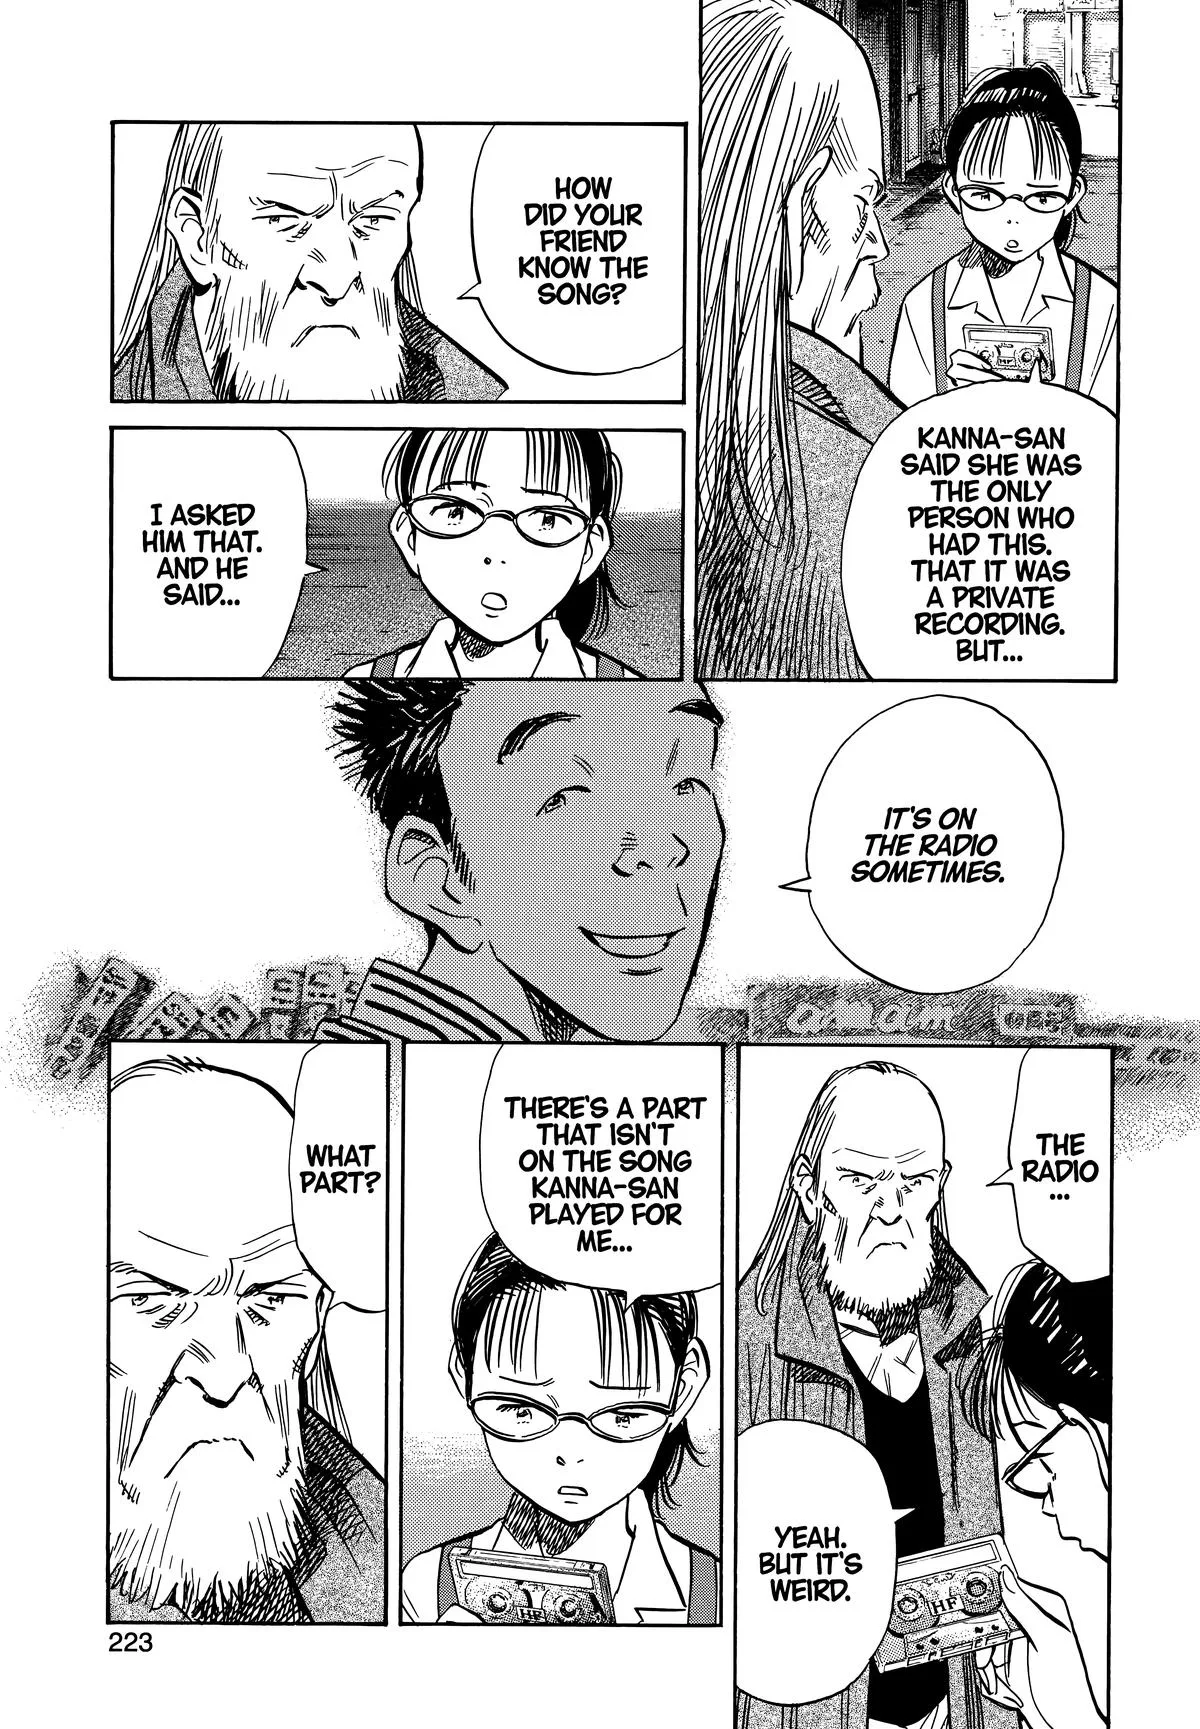 KANNA-SAN
SAID SHE WAS
THE ONLY
PERSON WHO
HAD THIS.
THAT IT WAS
A PRIVATE
RECORDING.
BUT...
HOW
DID YOUR
FRIEND
KNOW THE
SONG?
I ASKED
HIM THAT.
AND HE
SAID...
IT'S ON
THE RADIO
SOMETIMES.
THE
RADIO
...
YEAH.
BUT IT'S
WEIRD.
HF
THERE'S A PART
THAT ISN'T
ON THE SONG
KANNA-SAN
PLAYED FOR
ME...
HF
WHAT
PART?
223